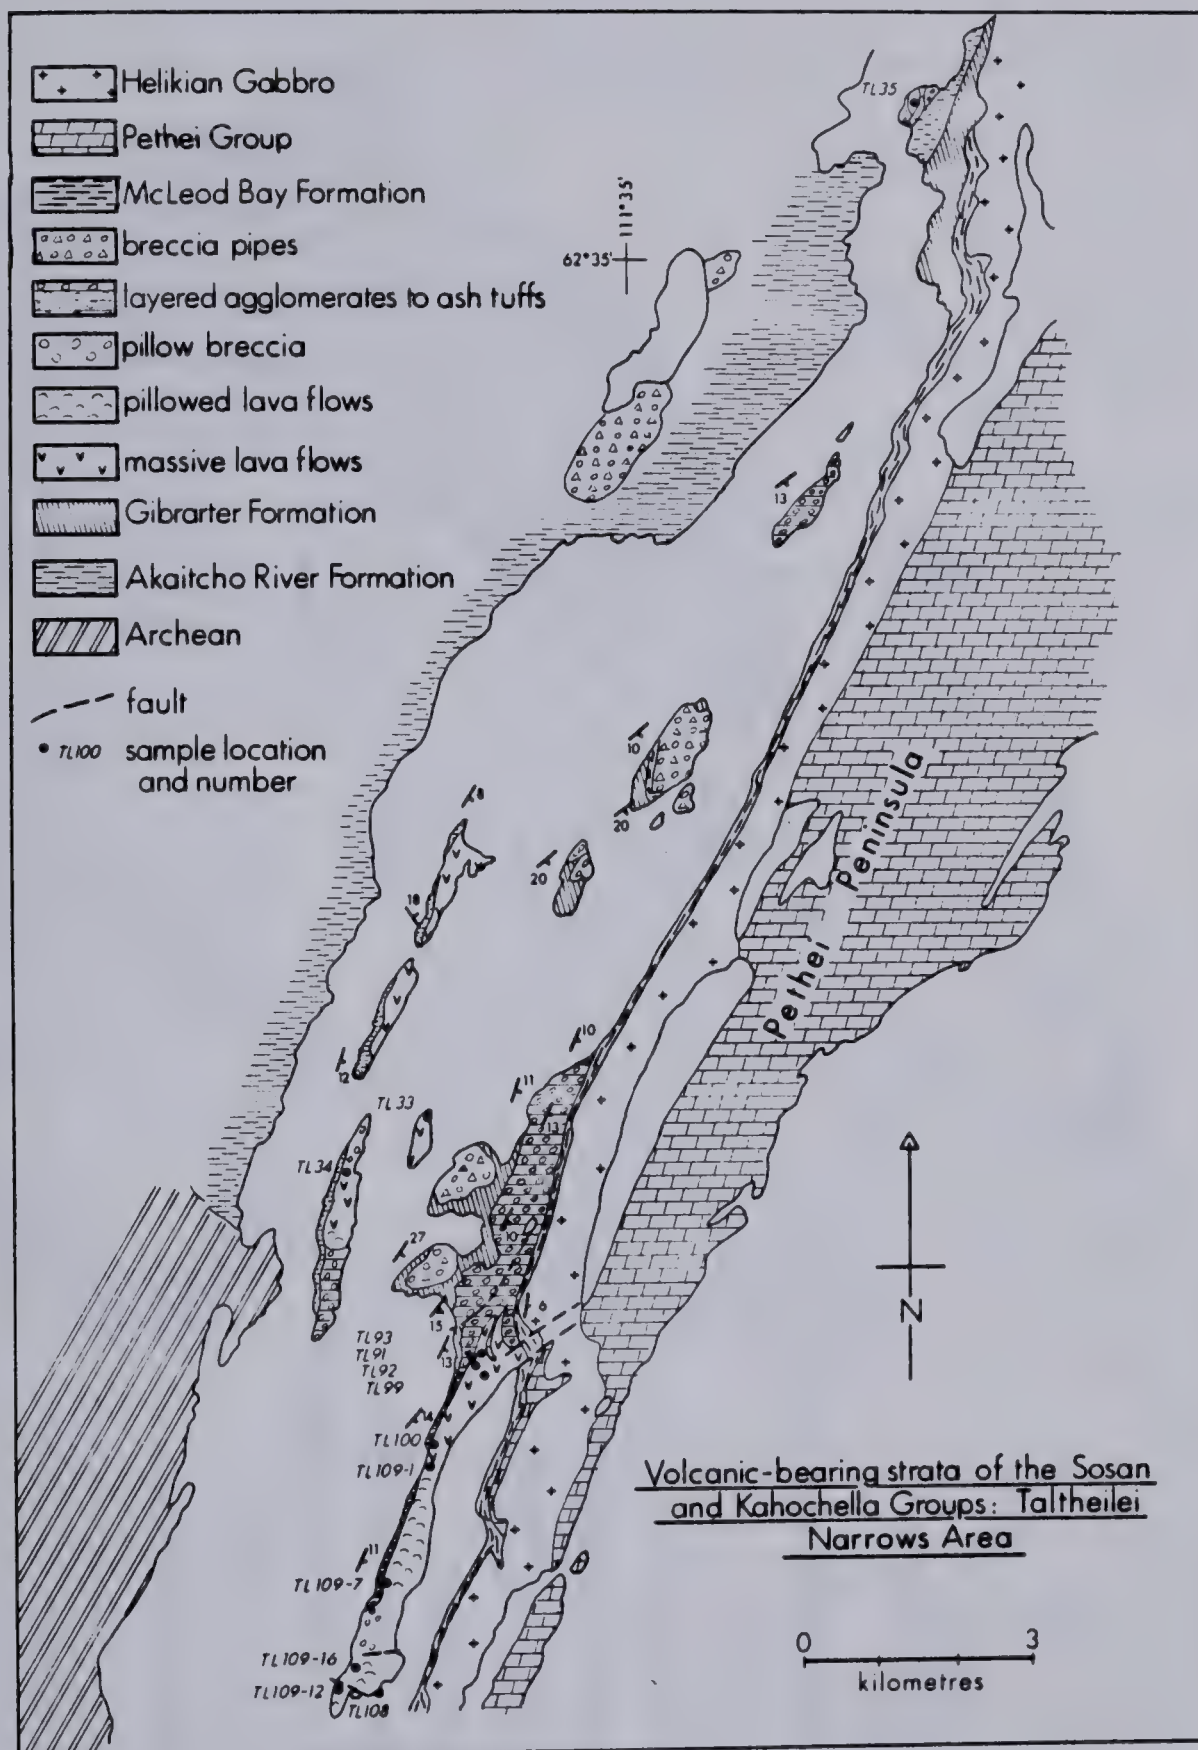 Helikian Gabbro
Pethei Group
McLeod Bay Formation
breccia pipes
layered agglomerates to ash tuffs
pillow breccia
pillowed lava flows
massive lava flows
Gibrarter Formation
Akaitcho River Formation
Archean
fault
TL100 sample location
and number
TL35
111°35'
62°35'
13
10
20
20
8
18
12
10
11
13
TL33
TL34
10
27
15
6
13
TL93
TL91
TL92
TL99
14
TL100
TL109-1
11
TL109-7
TL109-16
TL109-12
TL108
Pethei Peninsula
N
Volcanic-bearing strata of the Sosan
and Kahochella Groups: Taltheilei
Narrows Area
0 3
kilometres